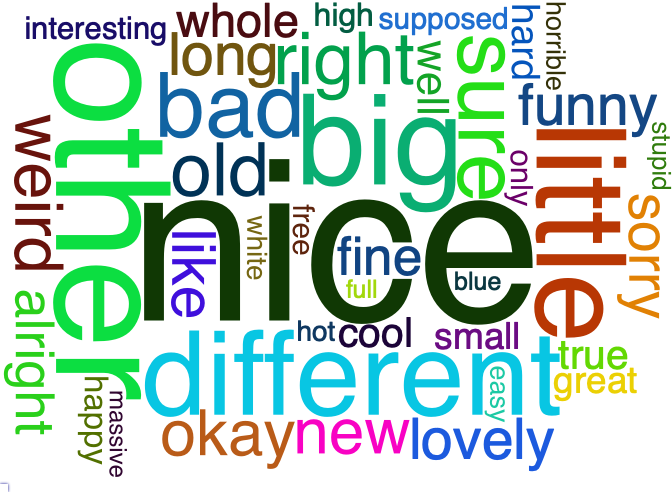 interesting
whole
high
supposed
hard
horrible
long
right
well
sure
funny
other
bad
big
old
only
little
stupid
weird
nice
like
white
free
fine
full
blue
sorry
alright
hot
cool
small
different
easy
true
great
happy
massive
okay
new
lovely